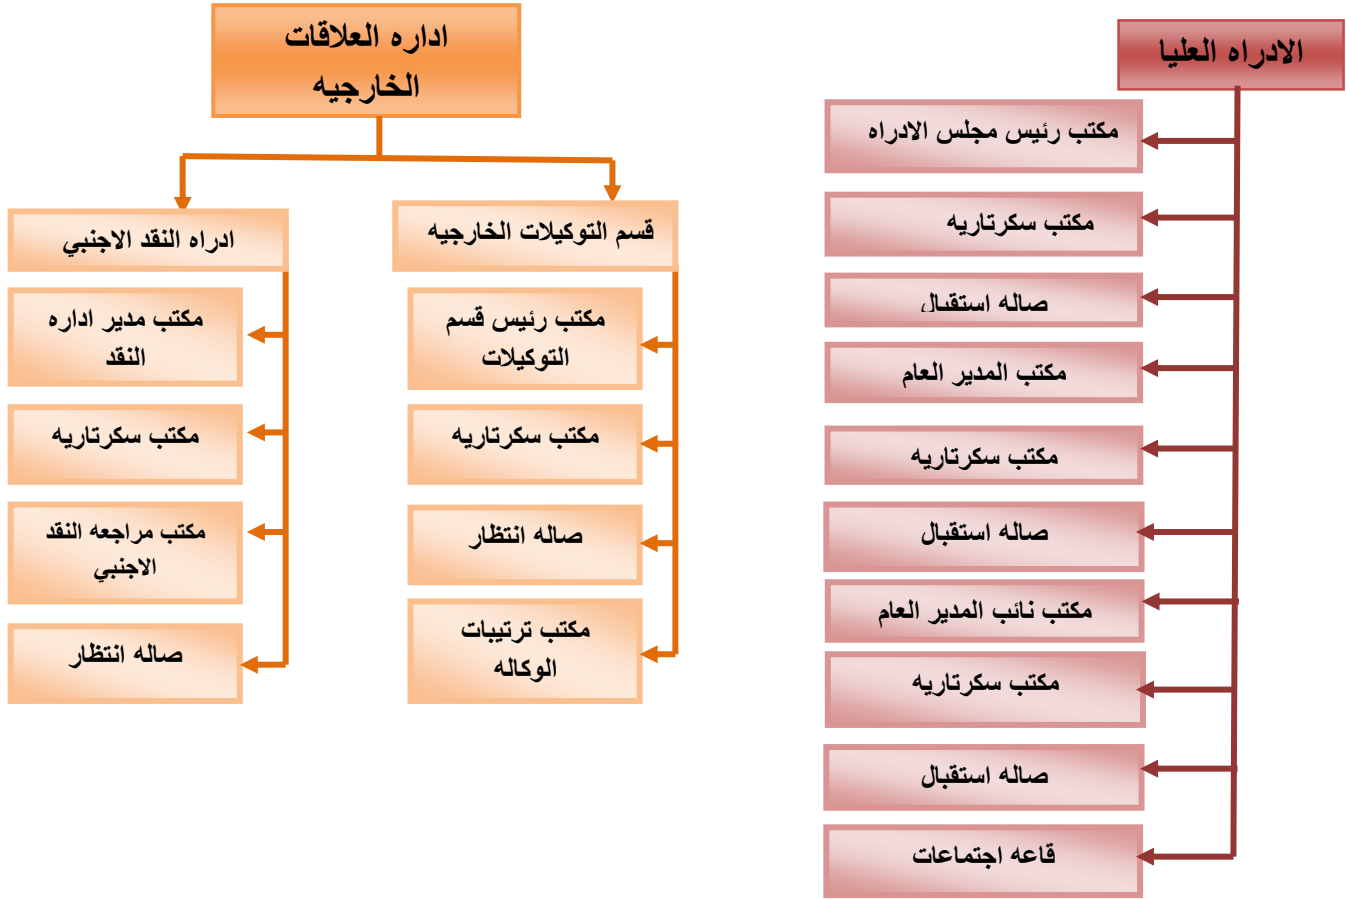 الادراه العليا
مكتب رئيس مجلس الادراه
مكتب سكرتاريه
صاله استقبال
مكتب المدير العام
مكتب سكرتاريه
صاله استقبال
مكتب نائب المدير العام
مكتب سكرتاريه
صاله استقبال
قاعه اجتماعات
اداره العلاقات
الخارجيه
قسم التوكيلات الخارجيه
مكتب رئيس قسم
التوكيلات
مكتب سكرتاريه
صاله انتظار
مكتب ترتيبات
الوكاله
ادراه النقد الاجنبي
مكتب مدير اداره
النقد
مكتب سكرتاريه
مكتب مراجعه النقد
الاجنبي
صاله انتظار